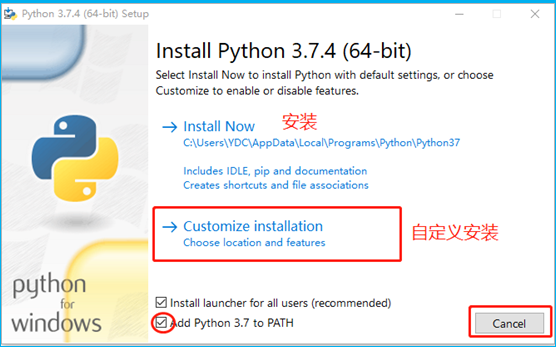 Python 3.7.4 (64-bit) Setup
Install Python 3.7.4 (64-bit)
Select Install Now to install Python with default settings, or choose
Customize to enable or disable features.
Install Now 安装
C:\Users\YDC\AppData\Local\Programs\Python\Python37
Includes IDLE, pip and documentation
Creates shortcuts and file associations
Customize installation
Choose location and features
自定义安装
python
for
windows
Install launcher for all users (recommended)
Add Python 3.7 to PATH
Cancel